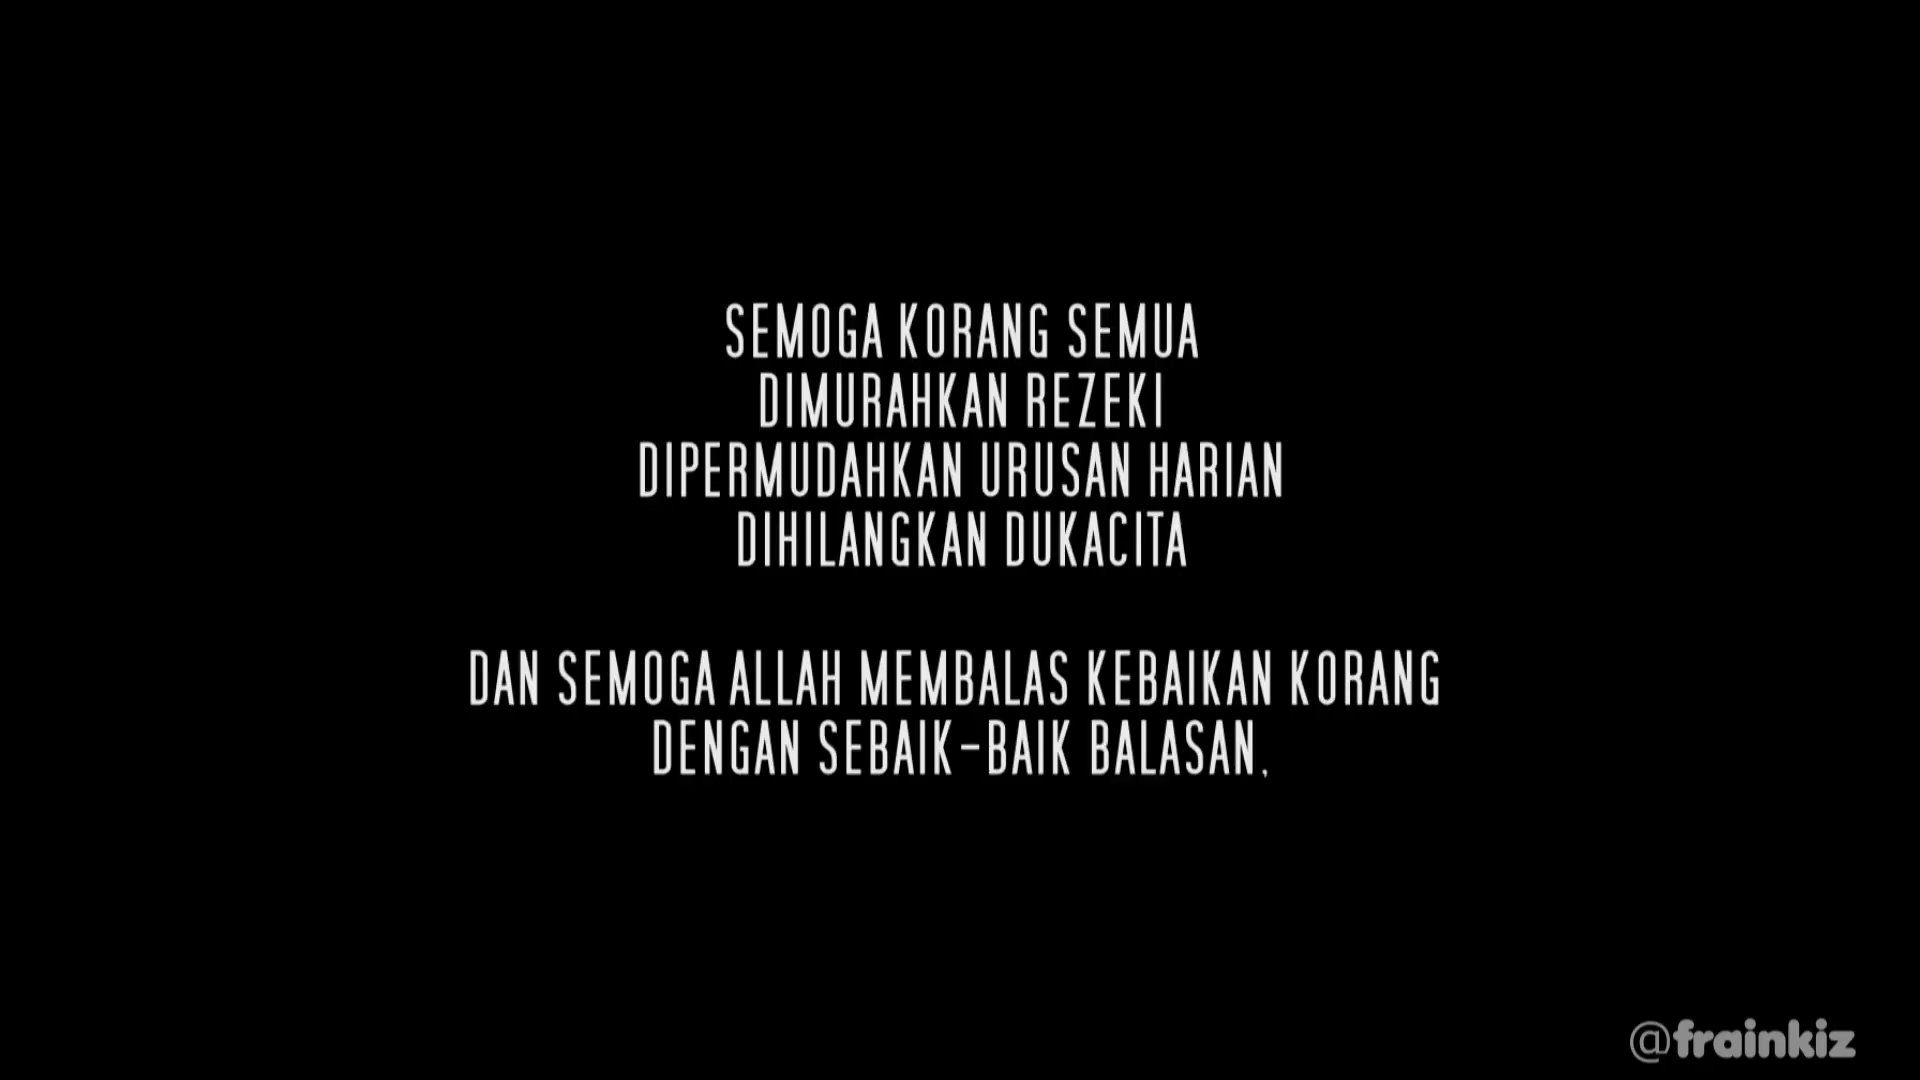 SEMOGA KORANG SEMUA
DIMURAHKAN REZEKI
DIPERMUDAHKAN URUSAN HARIAN
DIHILANGKAN DUKACITA
DAN SEMOGA ALLAH MEMBALAS KEBAIKAN KORANG
DENGAN SEBAIK-BAIK BALASAN.
@frainkiz